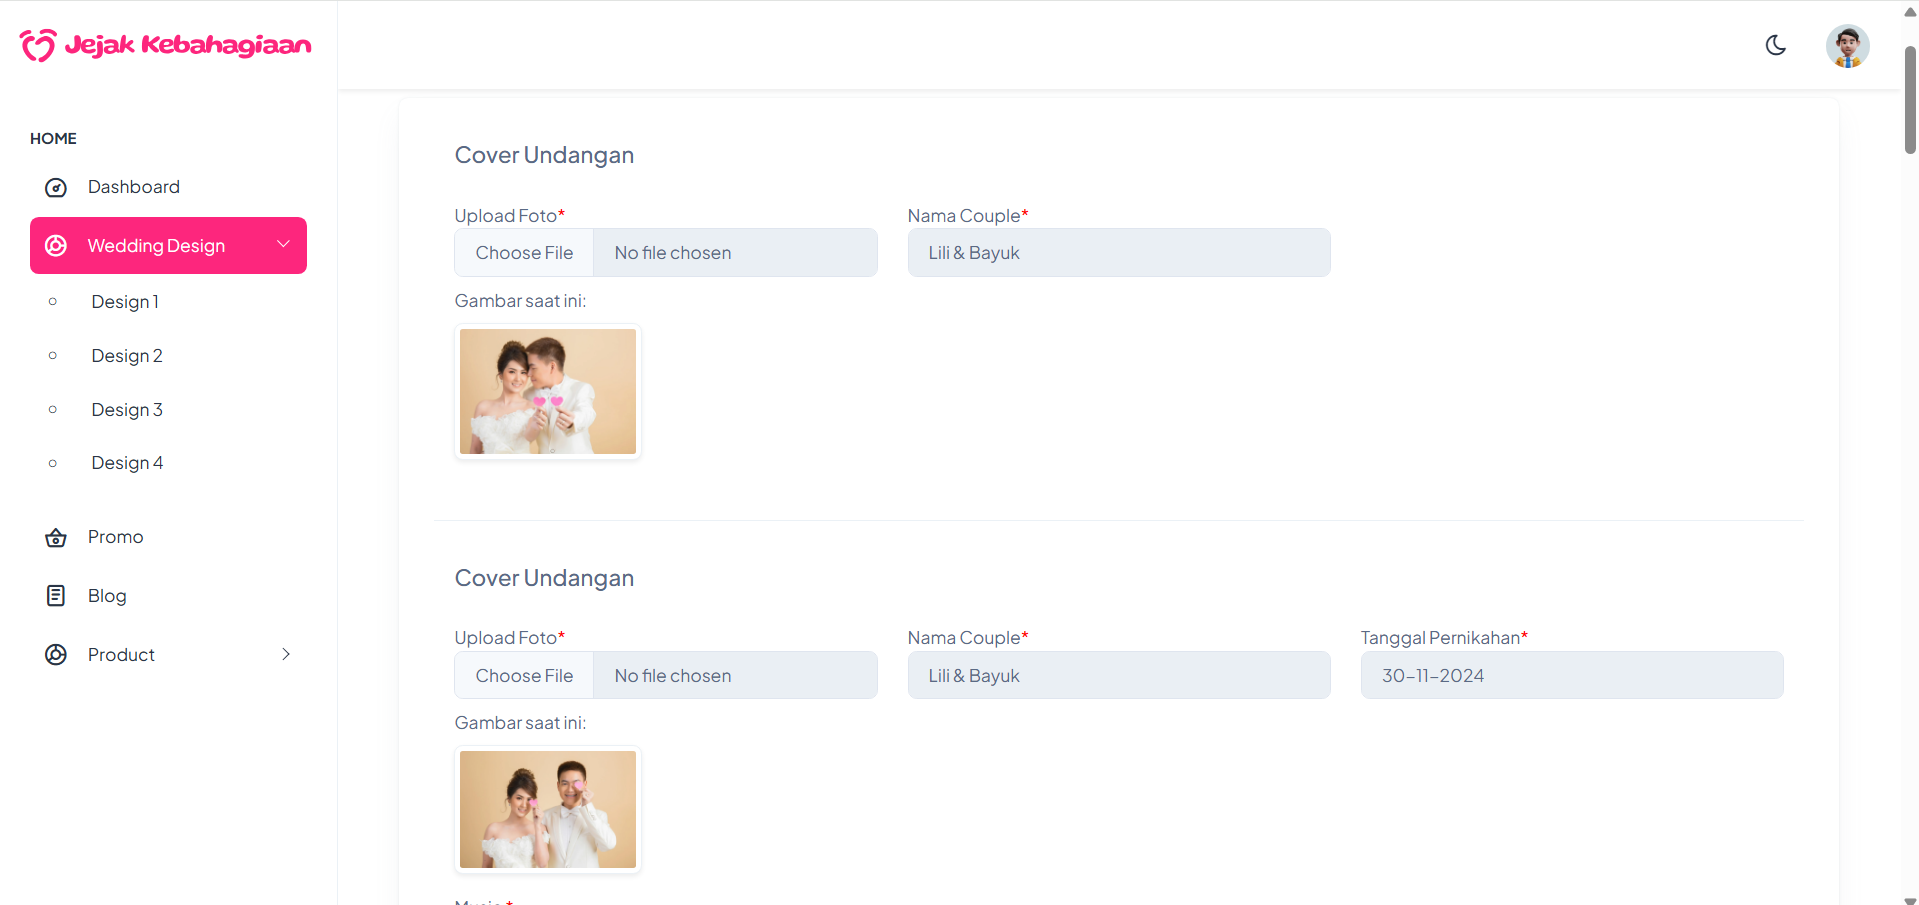 Jejak Kebahagiaan
HOME
Dashboard
Wedding Design
Design 1
Design 2
Design 3
Design 4
Promo
Blog
Product
Cover Undangan
Upload Foto* Nama Couple*
Choose File No file chosen Lili & Bayuk
Gambar saat ini:
Cover Undangan
Upload Foto* Nama Couple* Tanggal Pernikahan*
Choose File No file chosen Lili & Bayuk 30-11-2024
Gambar saat ini: